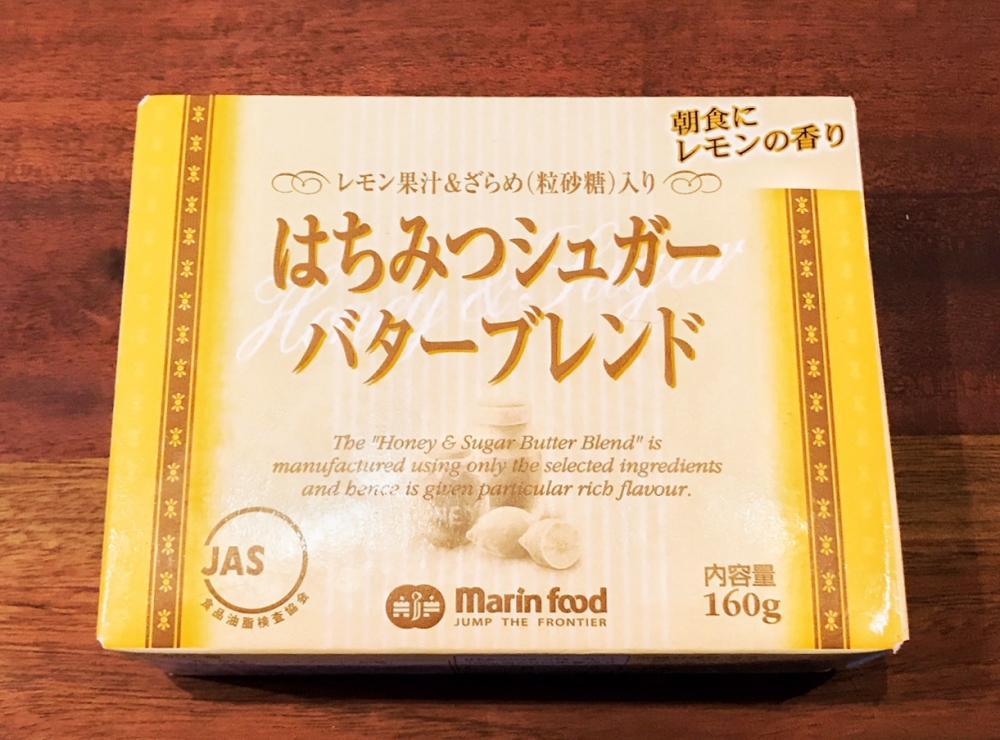 朝食に
レモンの香り
レモン果汁&ざらめ(粒砂糖)入り
はちみつシュガー
Honey & Sugar
バターブレンド
The "Honey & Sugar Butter Blend" is
manufactured using only the selected ingredients
and hence is given particular rich flavour.
JAS
食品油脂検査協会
marin food
JUMP THE FRONTIER
内容量
160g